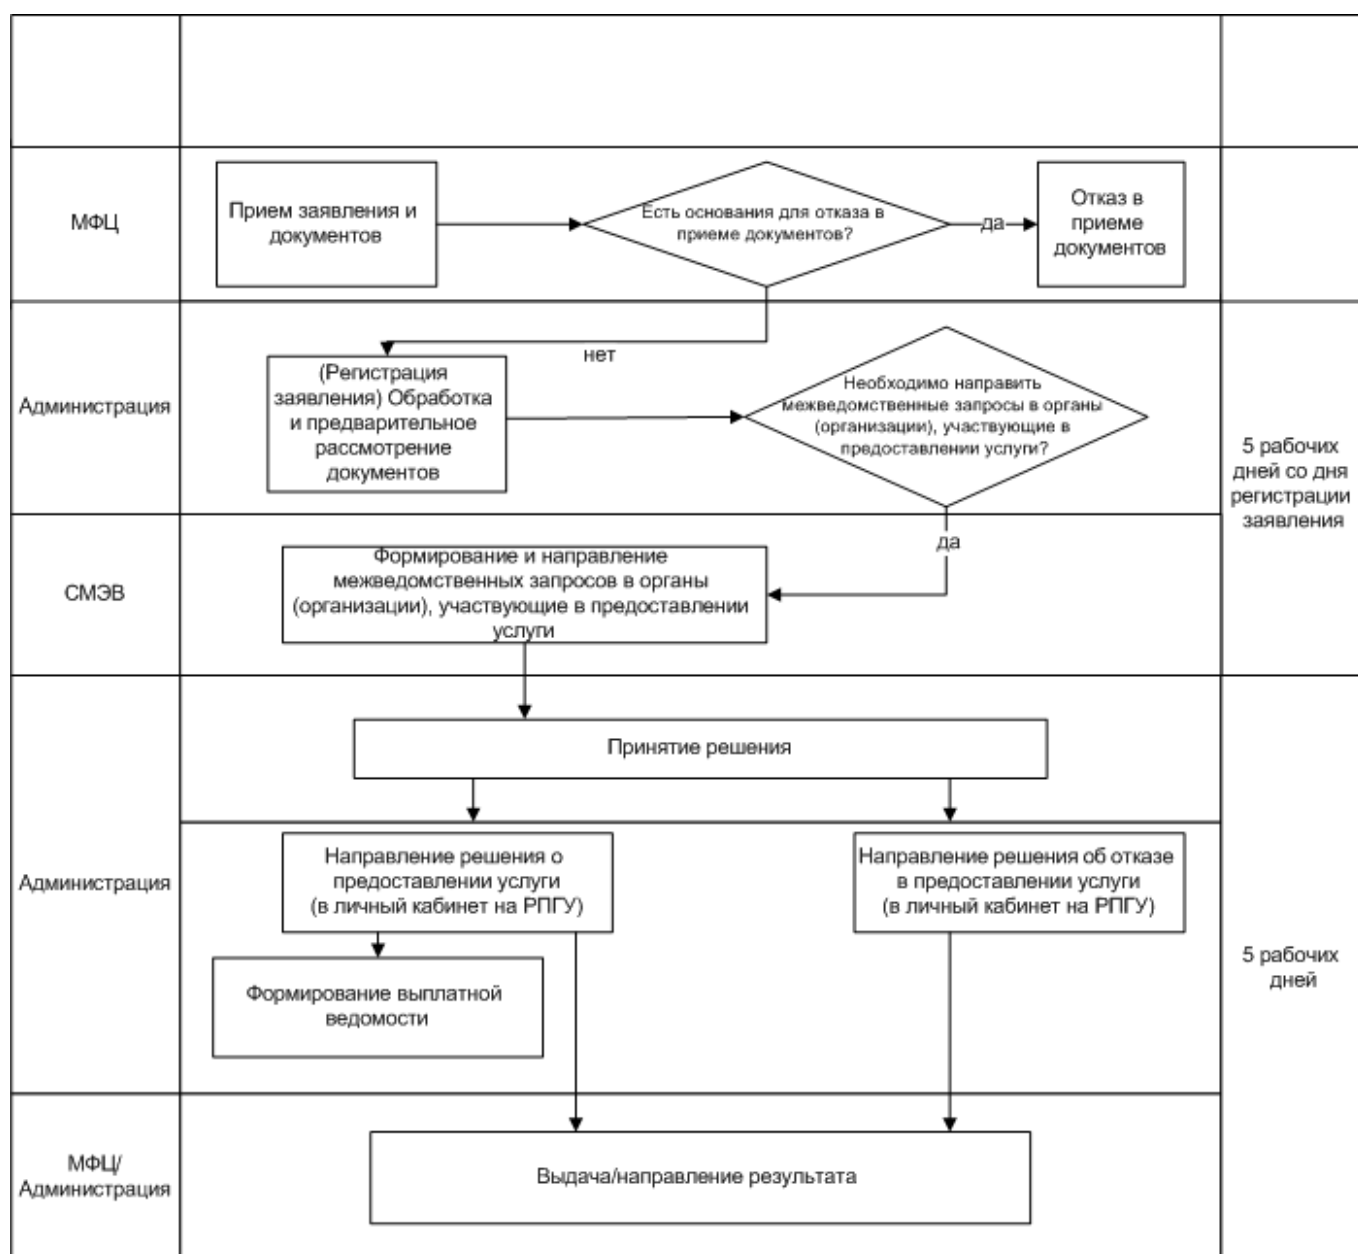 МФЦ
Прием заявления и
документов
Есть основания для отказа в
приеме документов?
да
Отказ в
приеме
документов
Администрация
нет
(Регистрация
заявления) Обработка
и предварительное
рассмотрение
документов
Необходимо направить
межведомственные запросы в органы
(организации), участвующие в
предоставлении услуги?
5 рабочих
дней со дня
регистрации
заявления
СМЭВ
да
Формирование и направление
межведомственных запросов в органы
(организации), участвующие в предоставлении
услуги
Администрация
Принятие решения
Направление решения о
предоставлении услуги
(в личный кабинет на РПГУ)
Направление решения об отказе
в предоставлении услуги
(в личный кабинет на РПГУ)
Формирование выплатной
ведомости
5 рабочих
дней
МФЦ/
Администрация
Выдача/направление результата